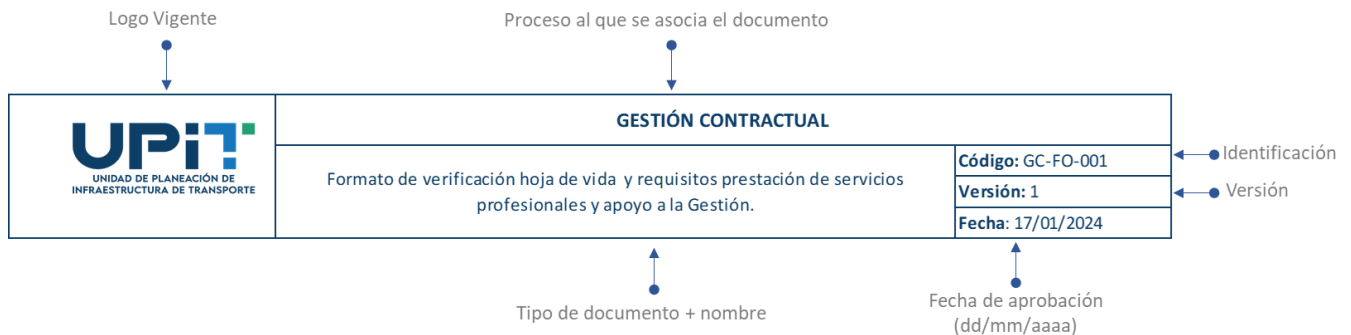 Logo Vigente
Proceso al que se asocia el documento
UPiT
UNIDAD DE PLANEACIÓN DE
INFRAESTRUCTURA DE TRANSPORTE
GESTIÓN CONTRACTUAL
Formato de verificación hoja de vida y requisitos prestación de servicios
profesionales y apoyo a la Gestión.
Código: GC-FO-001
Versión: 1
Fecha: 17/01/2024
Identificación
Versión
Tipo de documento + nombre
Fecha de aprobación
(dd/mm/aaaa)